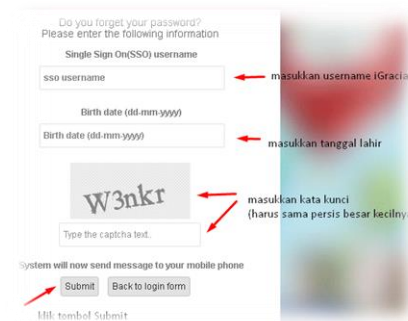 Do you forget your password?
Please enter the following information
Single Sign On(SSO) username
sso username
masukkan username iGracia
Birth date (dd-mm-yyyy)
Birth date (dd-mm-yyyy)
masukkan tanggal lahir
W3nkr
masukkan kata kunci
(harus sama persis besar kecilny
Type the captcha text.
System will now send message to your mobile phone
Submit
Back to login form
klik tombol Submit